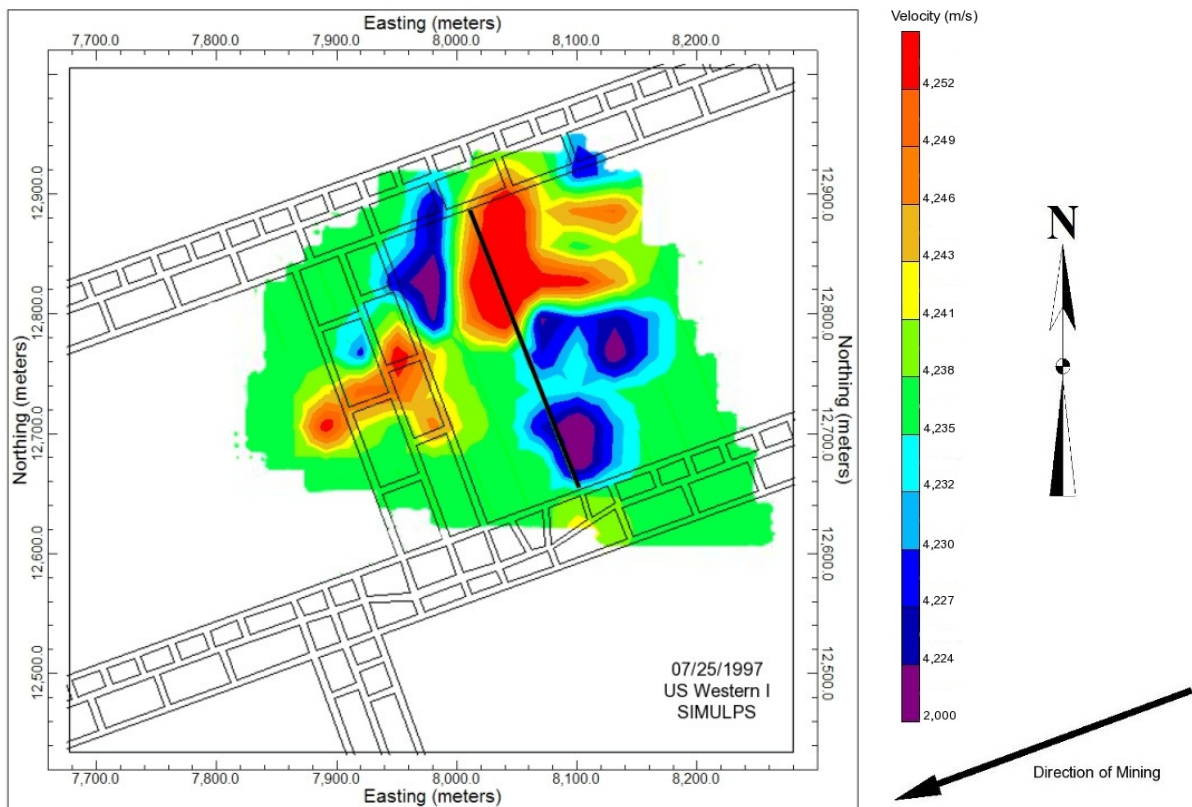 Easting (meters)
7,700.0 7,800.0 7,900.0 8,000.0 8,100.0 8,200.0
Northing (meters)
12,900.0
12,800.0
12,700.0
12,600.0
12,500.0
Northing (meters)
12,900.0
12,800.0
12,700.0
12,600.0
12,500.0
07/25/1997
US Western I
SIMULPS
7,700.0 7,800.0 7,900.0 8,000.0 8,100.0 8,200.0
Easting (meters)
Velocity (m/s)
4,252
4,249
4,246
4,243
4,241
4,238
4,235
4,232
4,230
4,227
4,224
2,000
N
Direction of Mining